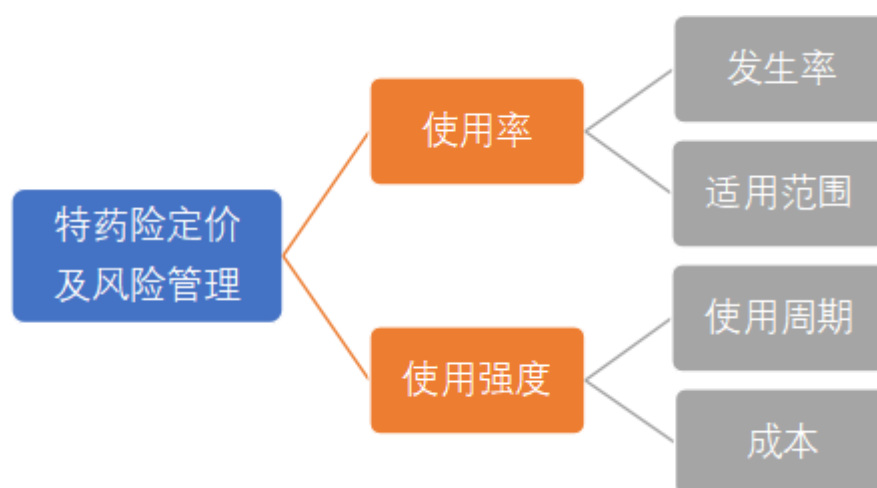 特药险定价
及风险管理
使用率
发生率
适用范围
使用强度
使用周期
成本